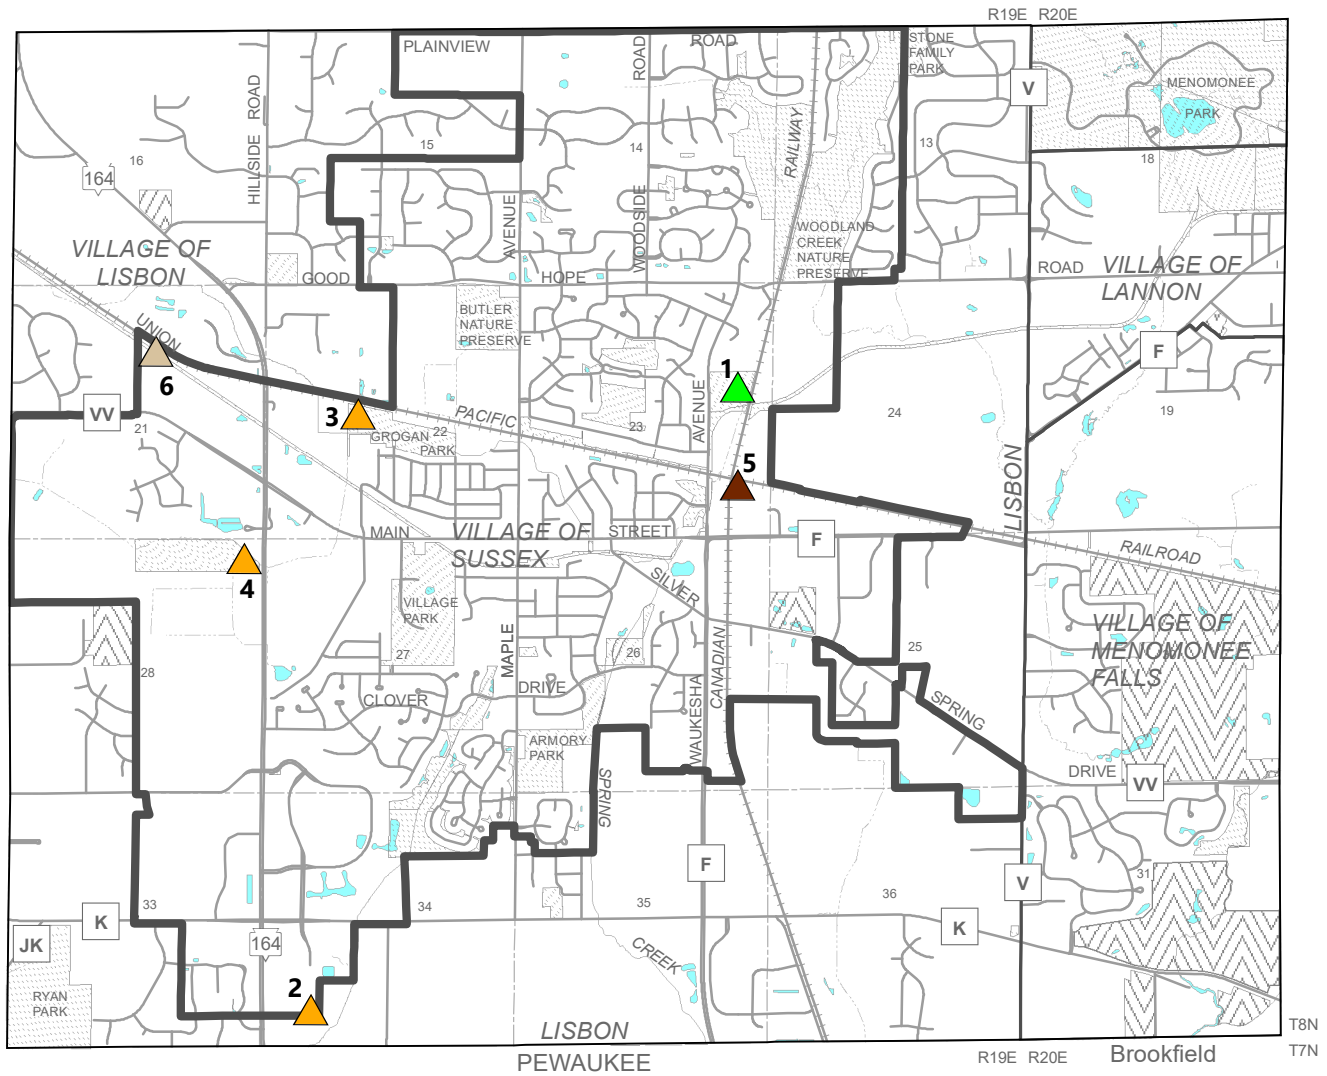 R19E R20E
PLAINVIEW
ROAD
ROAD
STONE
FAMILY
PARK
V
MENOMONEE
PARK
HILLSIDE ROAD
RAILWAY
16
15
14
13
18
164
AVENUE
WOODSIDE
WOODLAND
CREEK
NATURE
PRESERVE
VILLAGE OF
LISBON
GOOD
HOPE
ROAD
VILLAGE OF
LANNON
UNION
BUTLER
NATURE
PRESERVE
F
6
1
VV
21
3
GROGAN
PARK
22
PACIFIC
23
AVENUE
24
19
5
LISBON
MAIN
VILLAGE OF
SUSSEX
STREET
F
RAILROAD
4
SILVER
VILLAGE
PARK
VILLAGE OF
MENOMONEE
FALLS
28
27
MAPLE
26
25
CLOVER
DRIVE
CANADIAN
WAUKESHA
SPRING
ARMORY
PARK
SPRING
DRIVE
VV
F
V
31
33
34
35
36
K
K
JK
164
CREEK
RYAN
PARK
2
LISBON
PEWAUKEE
R19E R20E
Brookfield
T8N
T7N